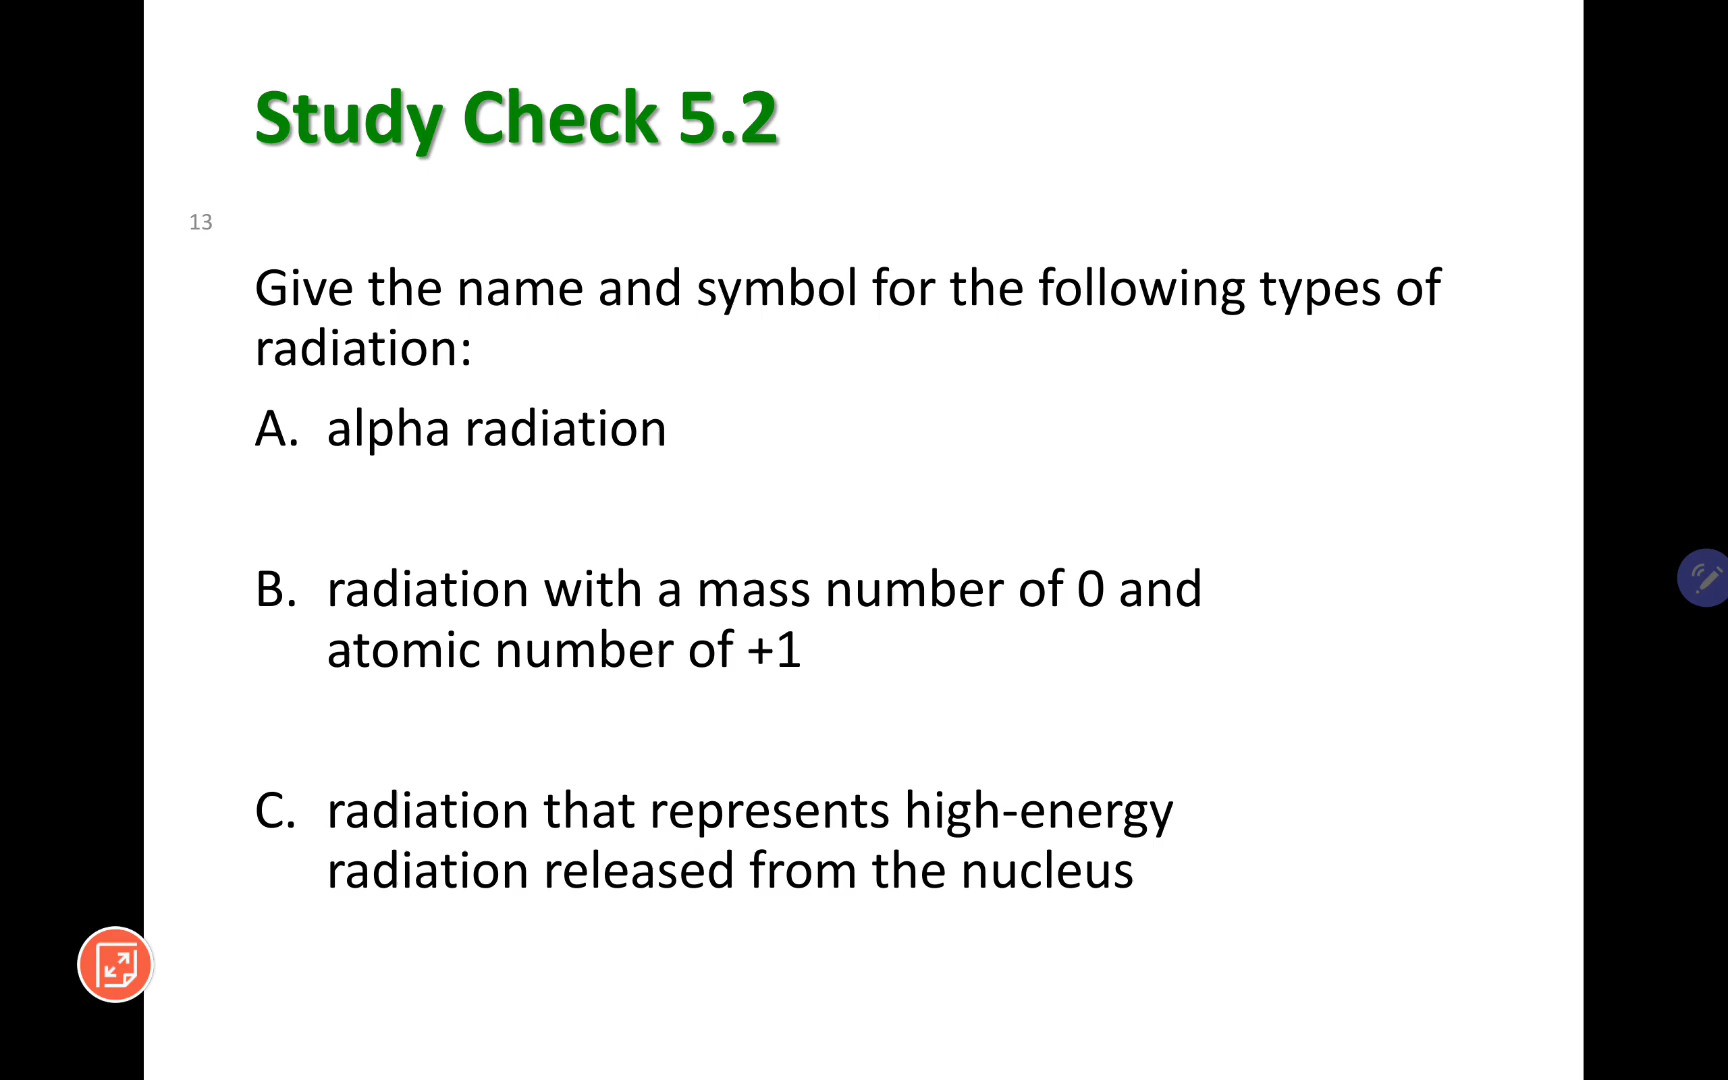 Study Check 5.2
13
Give the name and symbol for the following types of
radiation:
A. alpha radiation
B. radiation with a mass number of 0 and
atomic number of +1
C. radiation that represents high-energy
radiation released from the nucleus